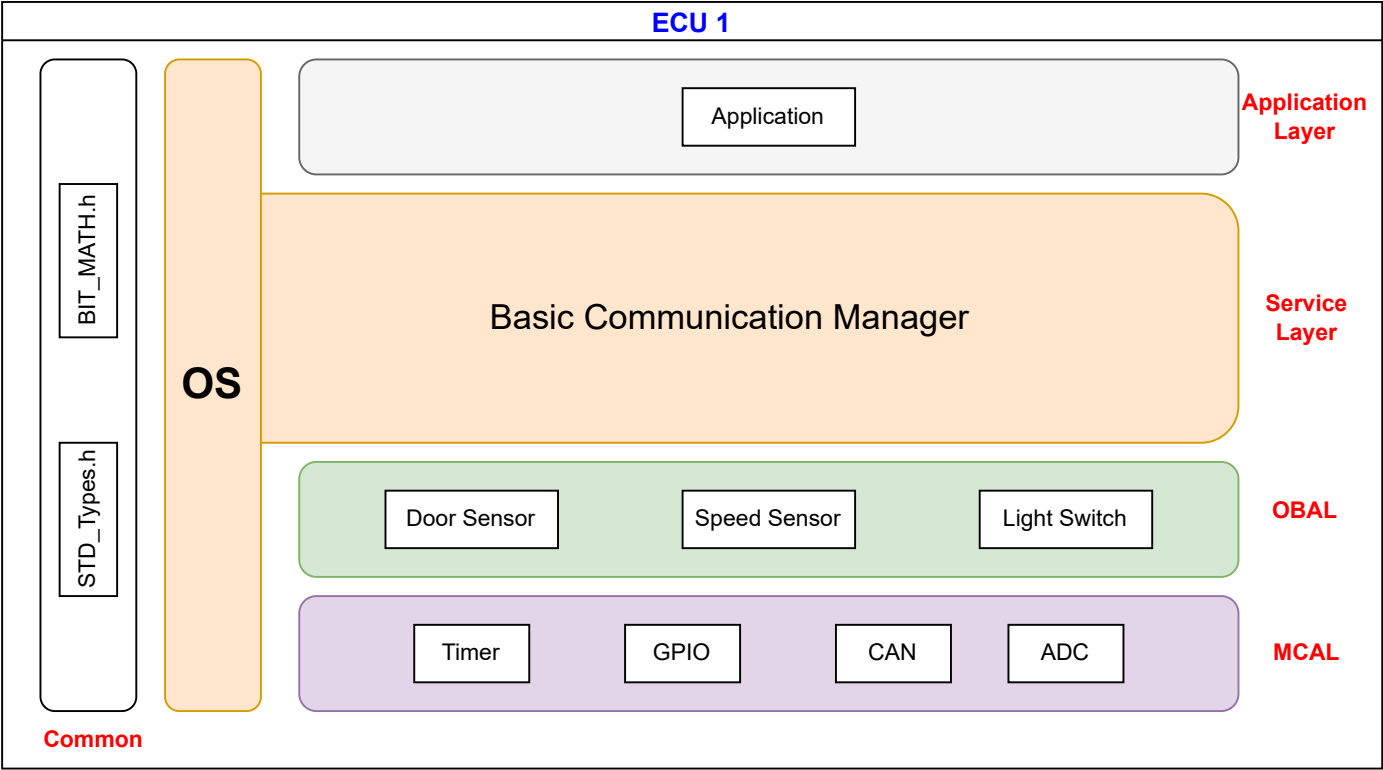 ECU 1
Application
Application
Layer
BIT_MATH.h
Basic Communication Manager
Service
Layer
OS
STD_Types.h
Door Sensor
Speed Sensor
Light Switch
OBAL
Timer
GPIO
CAN
ADC
MCAL
Common